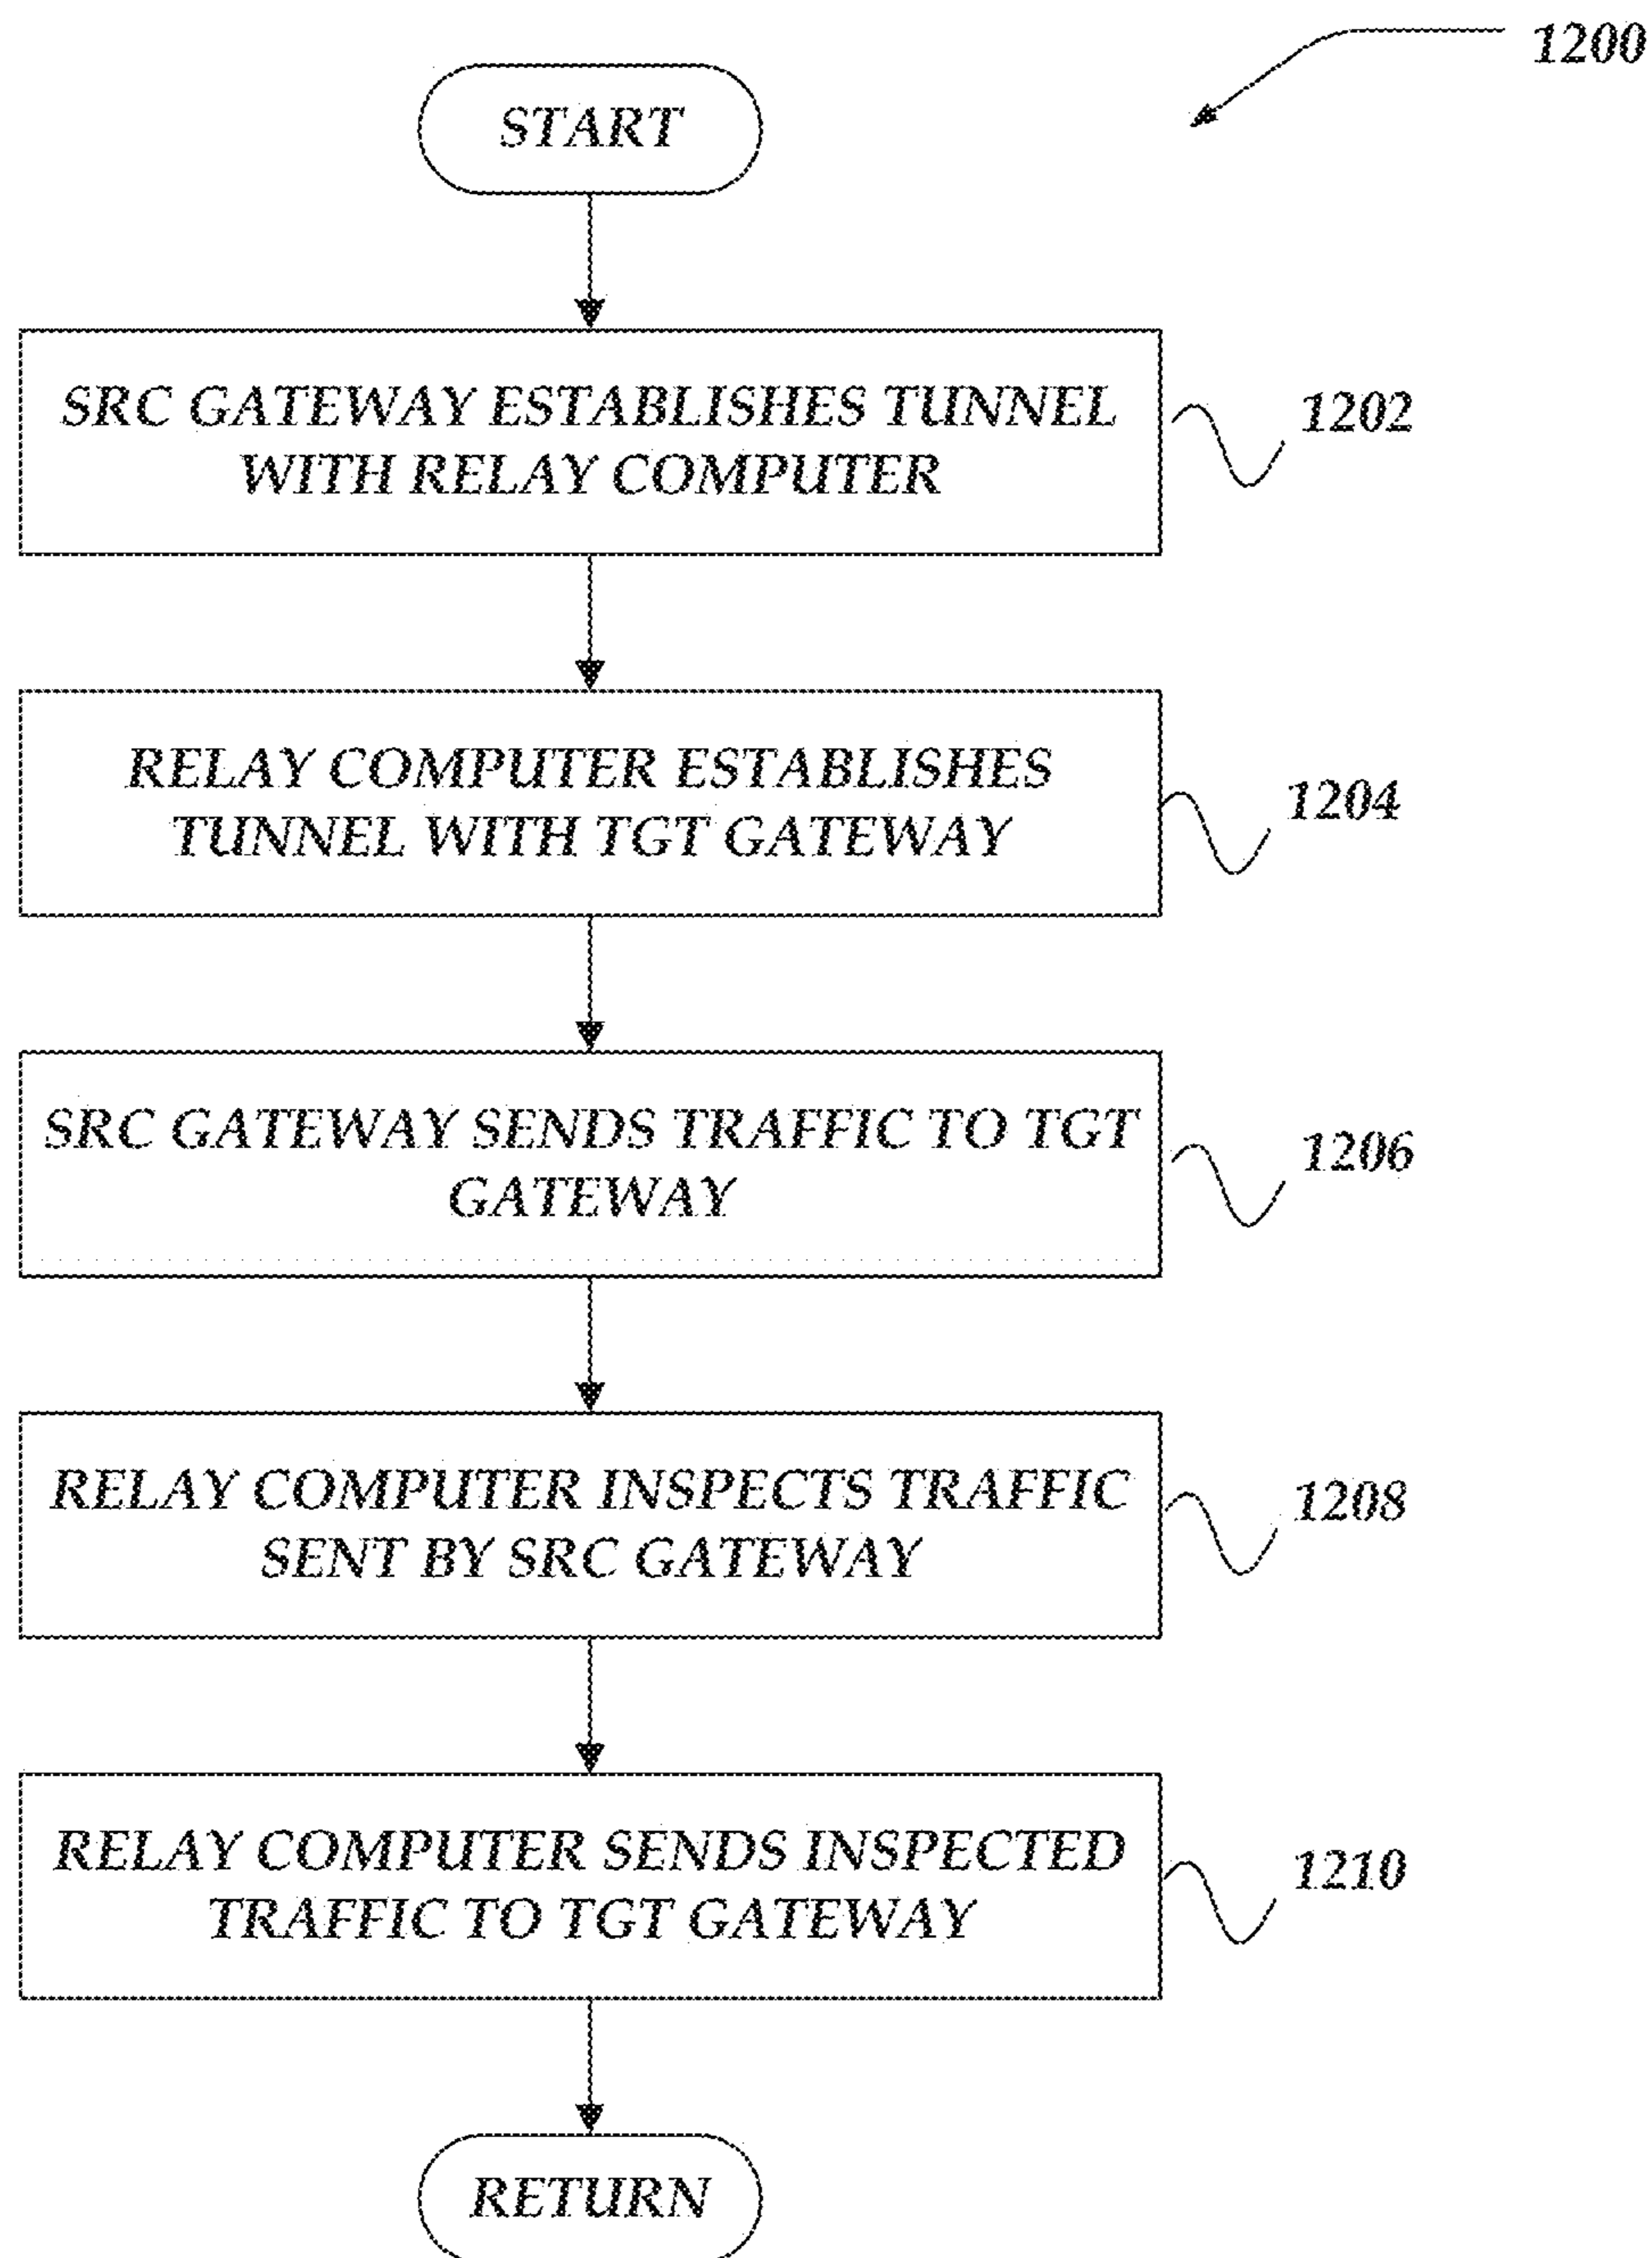 1200
START
SRC GATEWAY ESTABLISHES TUNNEL
WITH RELAY COMPUTER
1202
RELAY COMPUTER ESTABLISHES
TUNNEL WITH TGT GATEWAY
1204
SRC GATEWAY SENDS TRAFFIC TO TGT
GATEWAY
1206
RELAY COMPUTER INSPECTS TRAFFIC
SENT BY SRC GATEWAY
1208
RELAY COMPUTER SENDS INSPECTED
TRAFFIC TO TGT GATEWAY
1210
RETURN